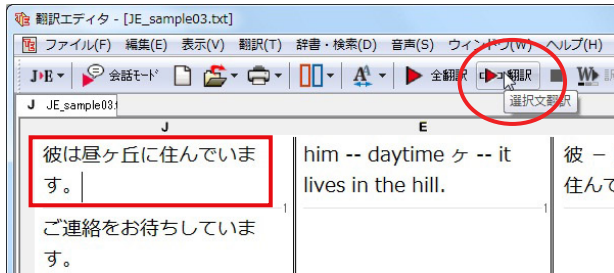 翻訳エディタ - [JE_sample03.txt]
ファイル(F) 編集(E) 表示(V) 翻訳(T) 辞書・検索(D) 音声(S) ウィンドウ(W) ヘルプ(H)
J▸E 会話モード A 全翻訳 翻訳 W
選択文翻訳
J JE_sample03.t
J E
彼は昼ヶ丘に住んでいま
す。
him -- daytime ヶ -- it
lives in the hill.
彼 –
住んて
1 1
ご連絡をお待ちしていま
す。